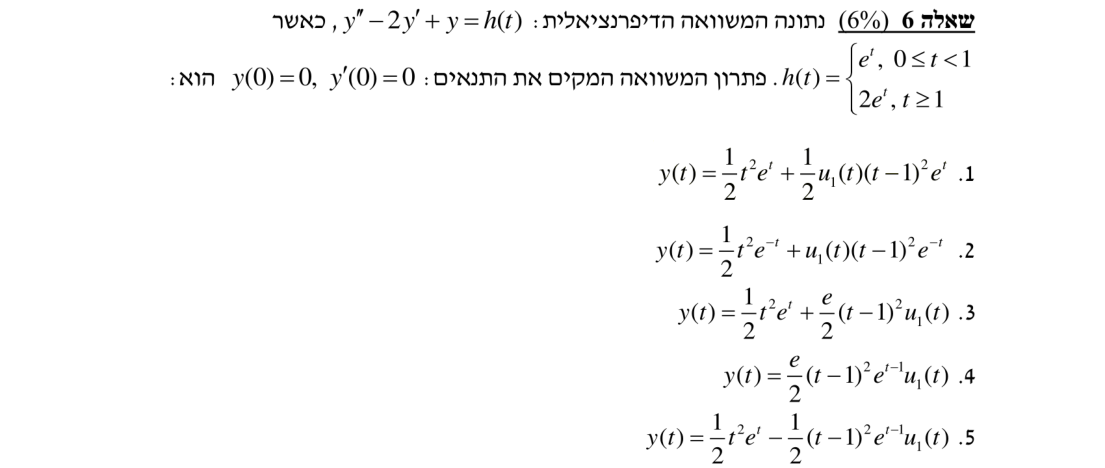 שאלה 6 (6%) נתונה המשוואה הדיפרנציאלית: y″ − 2y′ + y = h(t) , כאשר
h(t) = { e^t , 0 ≤ t < 1 ; 2e^t , t ≥ 1 . פתרון המשוואה המקים את התנאים: y(0) = 0, y′(0) = 0 הוא:
1. y(t) = 1/2 t²e^t + 1/2 u₁(t)(t − 1)²e^t
2. y(t) = 1/2 t²e^−t + u₁(t)(t − 1)²e^−t
3. y(t) = 1/2 t²e^t + e/2 (t − 1)²u₁(t)
4. y(t) = e/2 (t − 1)²e^t−1 u₁(t)
5. y(t) = 1/2 t²e^t − 1/2 (t − 1)²e^t−1 u₁(t)